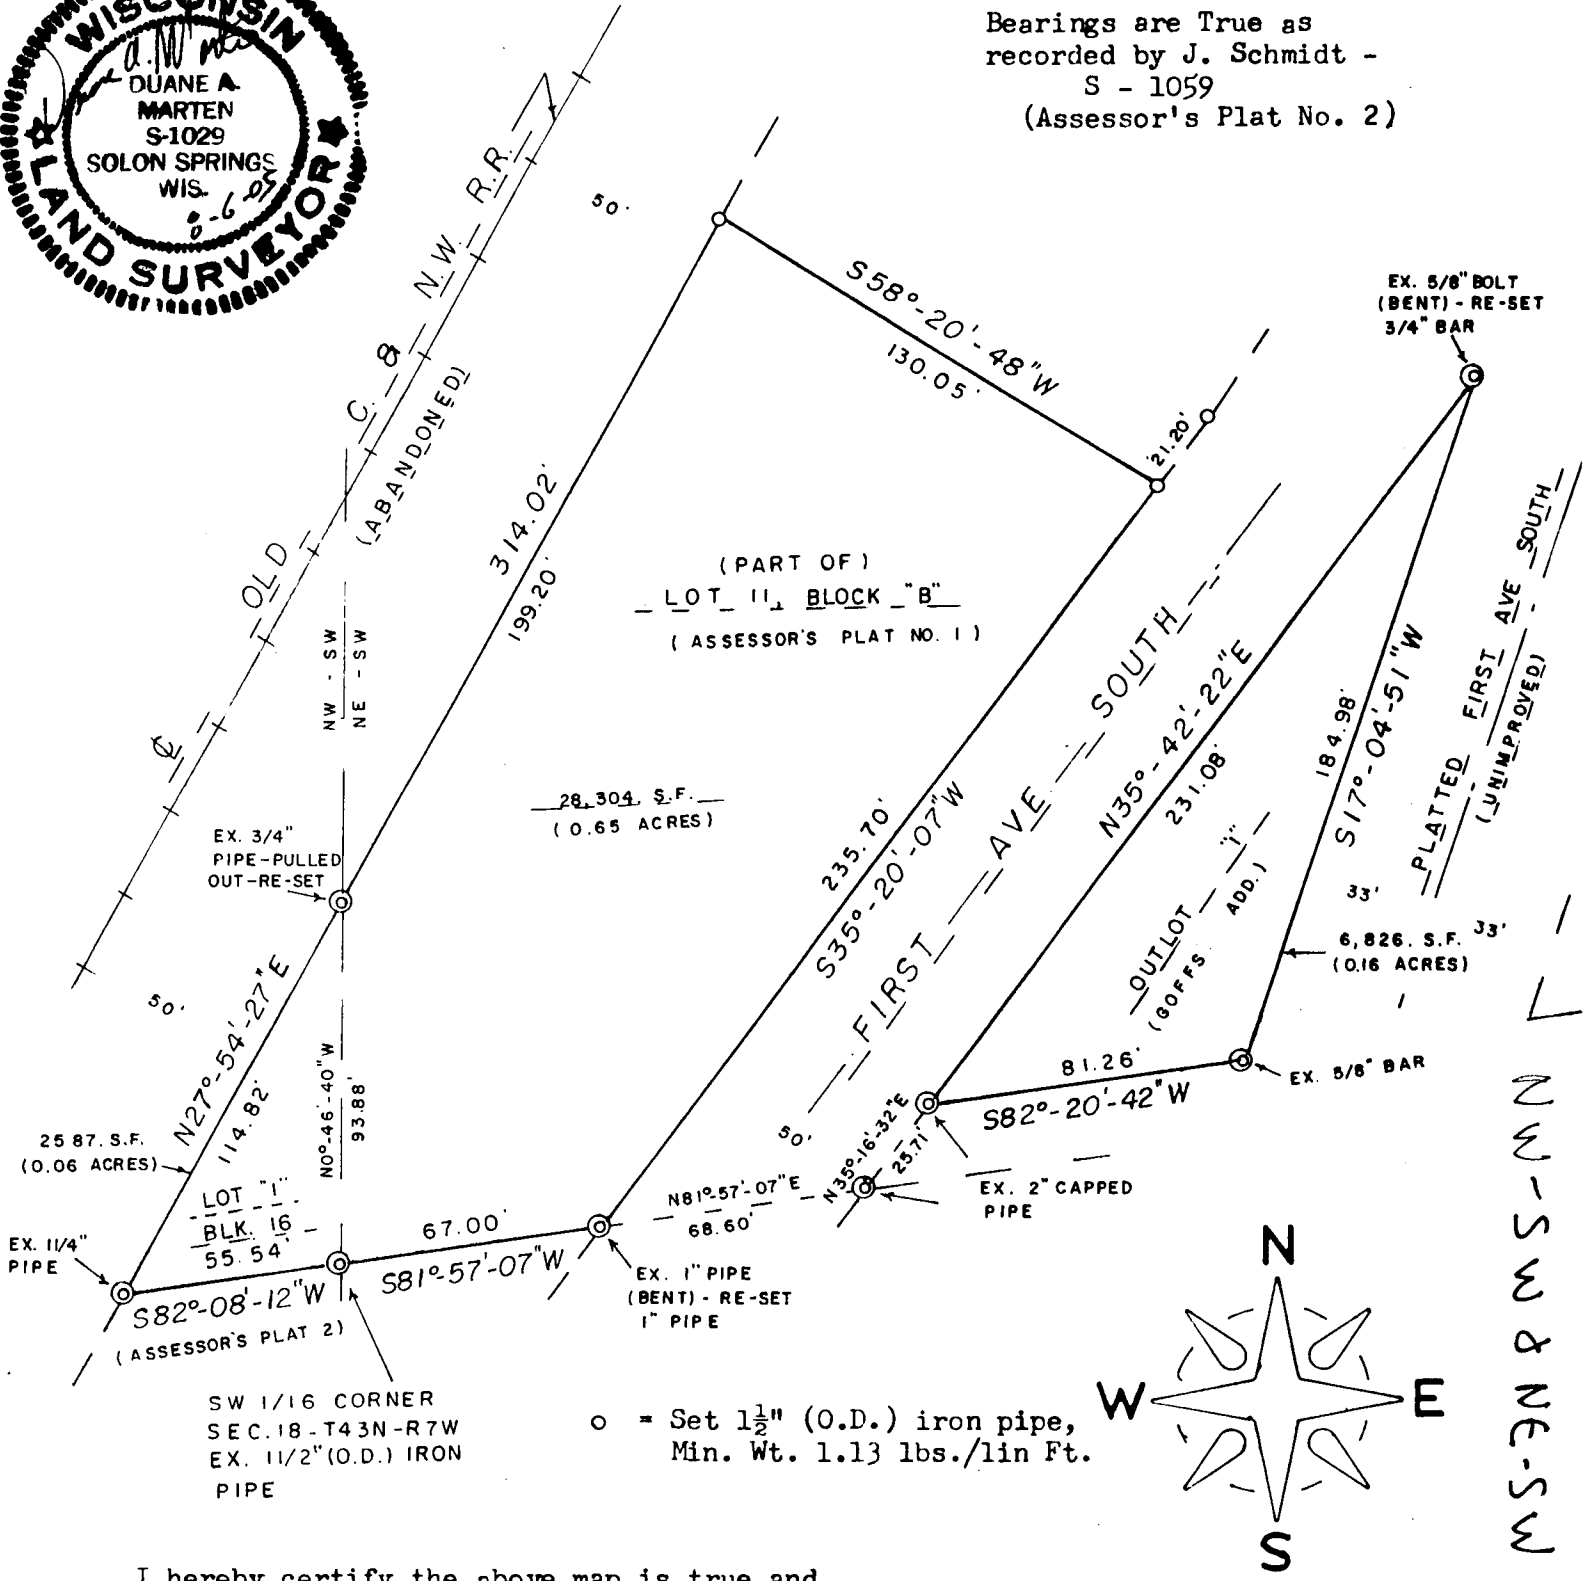 WISCONSIN
DUANE A.
MARTEN
S-1029
SOLON SPRINGS
WIS.
LAND SURVEYOR
Bearings are True as
recorded by J. Schmidt -
S - 1059
(Assessor's Plat No. 2)
50'
S58°-20'-48"W
130.05'
EX. 5/8" BOLT
(BENT) - RE-SET
3/4" BAR
21.20'
℄ OLD C. & N.W. R.R.
(ABANDONED)
314.02'
199.20'
(PART OF)
LOT 11, BLOCK "B"
(ASSESSOR'S PLAT NO. 1)
NW - SW
NE - SW
28,304. S.F.
(0.65 ACRES)
235.70'
S35°-20'-07"W
FIRST AVE SOUTH
N35°-42'-22"E
231.08'
184.98'
S17°-04'-51"W
PLATTED FIRST AVE SOUTH
(UNIMPROVED)
EX. 3/4"
PIPE-PULLED
OUT-RE-SET
OUTLOT "1"
(GOFFS ADD.)
33'
33'
6,826. S.F.
(0.16 ACRES)
50'
N27°-54'-27"E
114.82'
N0°-46'-40"W
93.88'
81.26'
S82°-20'-42"W
EX. 5/8" BAR
50'
N35°-16'-32"E
25.71'
2587. S.F.
(0.06 ACRES)
LOT "1"
BLK. 16
55.54'
S82°-08'-12"W
(ASSESSOR'S PLAT 2)
67.00'
S81°-57'-07"W
N81°-57'-07"E
68.60'
EX. 2" CAPPED
PIPE
EX. 11/4"
PIPE
EX. 1" PIPE
(BENT) - RE-SET
1" PIPE
SW 1/16 CORNER
SEC. 18 - T43N - R7W
EX. 11/2" (O.D.) IRON
PIPE
o = Set 1½" (O.D.) iron pipe,
Min. Wt. 1.13 lbs./lin Ft.
N
W E
S
NW-SW & NE-SW
I hereby certify the above map is true and